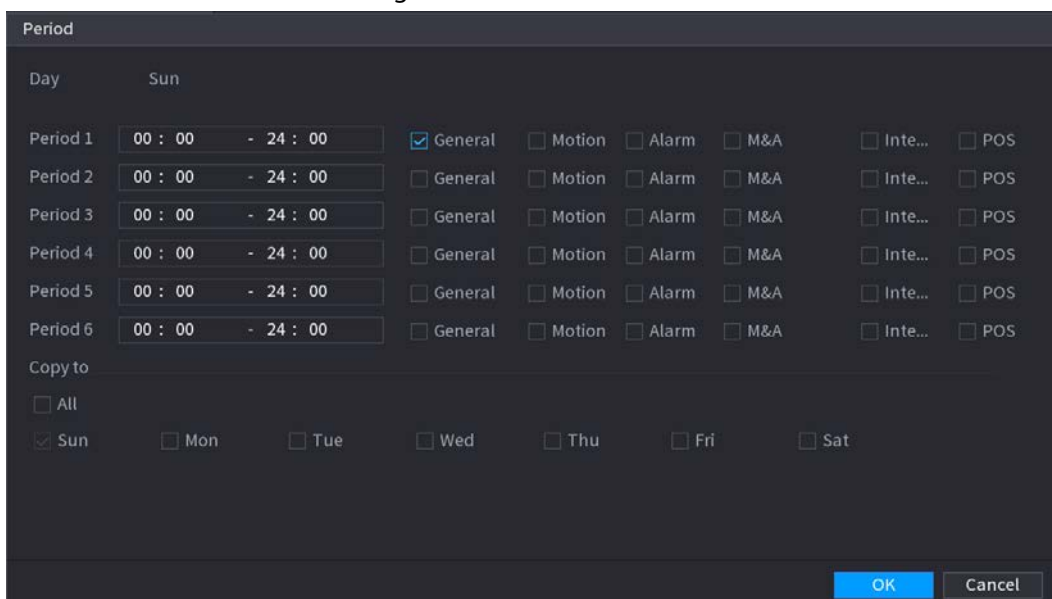 Period
Day Sun
Period 1 00 : 00 - 24 : 00 General Motion Alarm M&A Inte... POS
Period 2 00 : 00 - 24 : 00 General Motion Alarm M&A Inte... POS
Period 3 00 : 00 - 24 : 00 General Motion Alarm M&A Inte... POS
Period 4 00 : 00 - 24 : 00 General Motion Alarm M&A Inte... POS
Period 5 00 : 00 - 24 : 00 General Motion Alarm M&A Inte... POS
Period 6 00 : 00 - 24 : 00 General Motion Alarm M&A Inte... POS
Copy to
All
Sun Mon Tue Wed Thu Fri Sat
OK Cancel